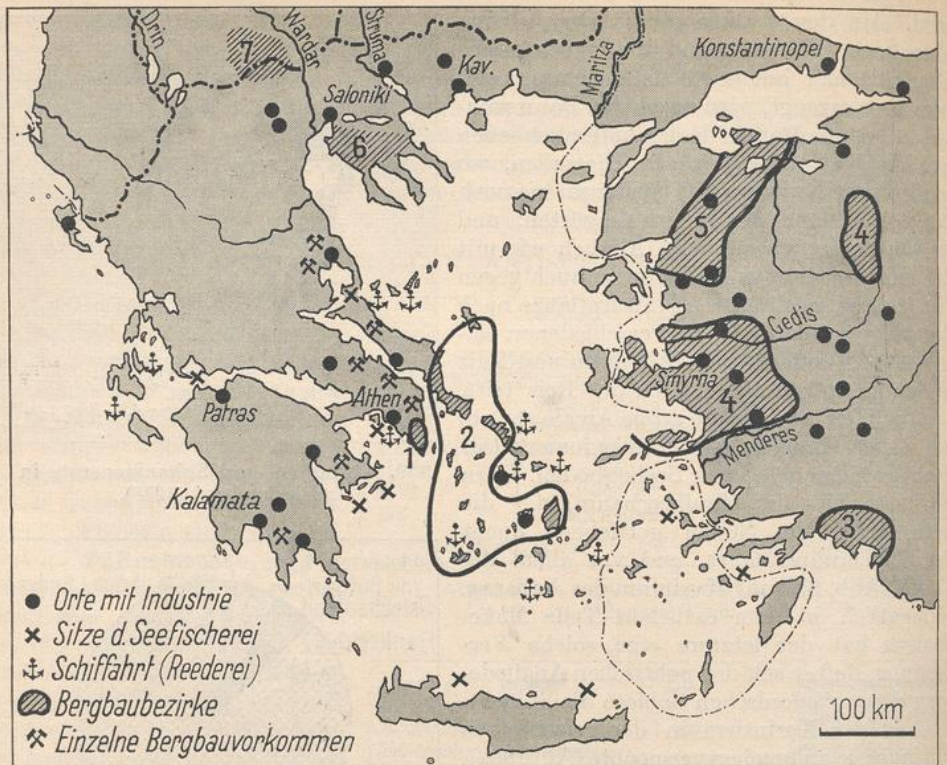 Drin
Wardar
Struma
Maritza
Konstantinopel
7
Kav.
Saloniki
6
5
4
Gedis
Smyrna
4
Athen
Patras
2
1
Menderes
Kalamata
3
Orte mit Industrie
Sitze d. Seefischerei
Schiffahrt (Reederei)
Bergbaubezirke
Einzelne Bergbauvorkommen
100 km